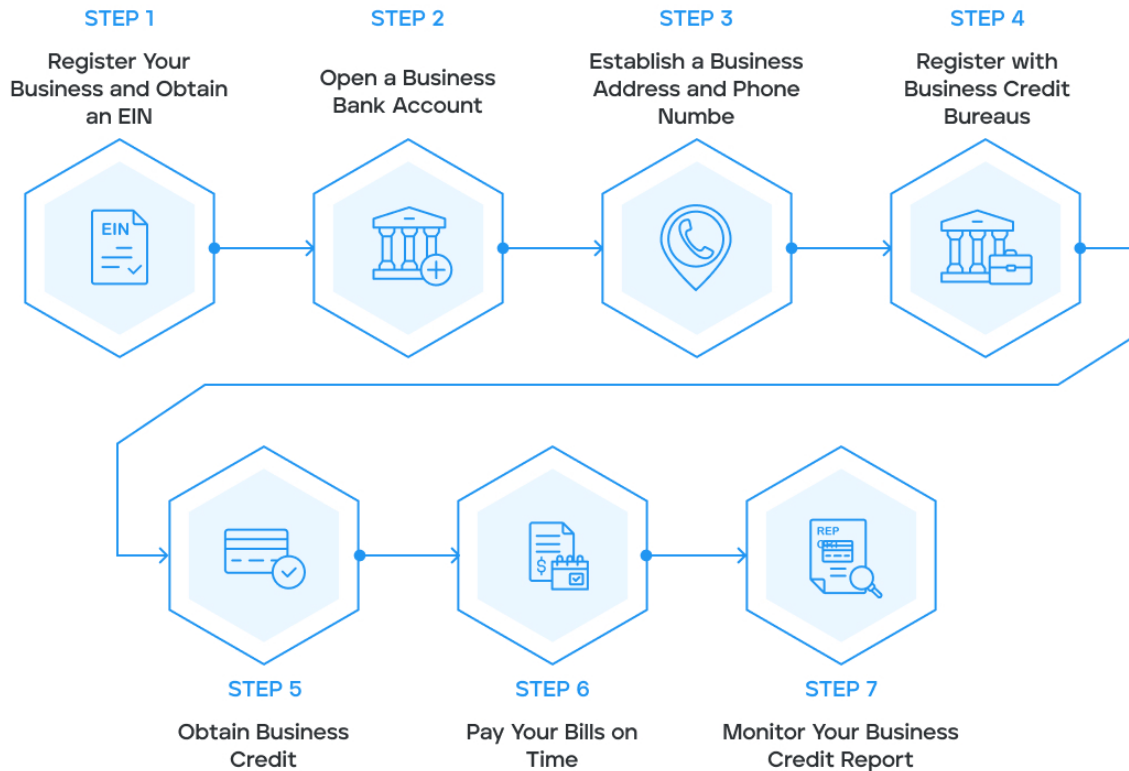 STEP 1
Register Your
Business and Obtain
an EIN
STEP 2
Open a Business
Bank Account
STEP 3
Establish a Business
Address and Phone
Numbe
STEP 4
Register with
Business Credit
Bureaus
EIN
$
REP
STEP 5
Obtain Business
Credit
STEP 6
Pay Your Bills on
Time
STEP 7
Monitor Your Business
Credit Report